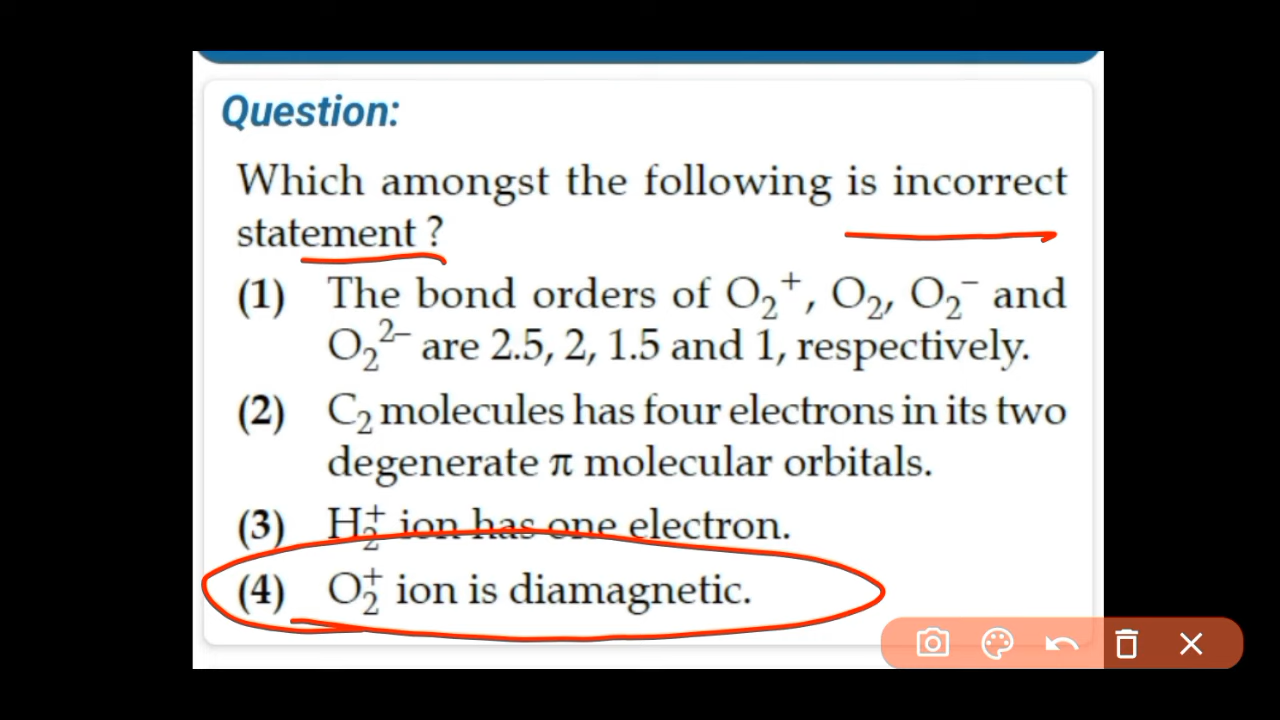 Question:
Which amongst the following is incorrect
statement ?
(1) The bond orders of O₂⁺, O₂, O₂⁻ and
O₂²⁻ are 2.5, 2, 1.5 and 1, respectively.
(2) C₂ molecules has four electrons in its two
degenerate π molecular orbitals.
(3) H₂⁺ ion has one electron.
(4) O₂⁺ ion is diamagnetic.